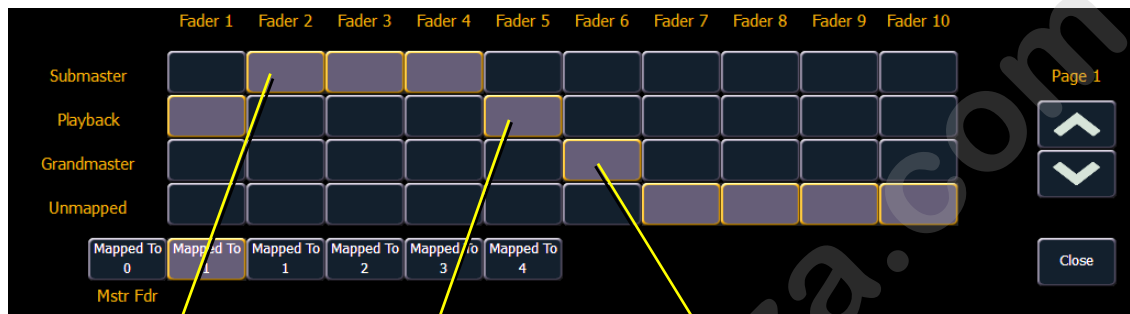 Fader 1 Fader 2 Fader 3 Fader 4 Fader 5 Fader 6 Fader 7 Fader 8 Fader 9 Fader 10
Submaster
Page 1
Playback
Grandmaster
Unmapped
Mapped To 0
Mapped To 1
Mapped To 1
Mapped To 2
Mapped To 3
Mapped To 4
Close
Mstr Fdr
a.com